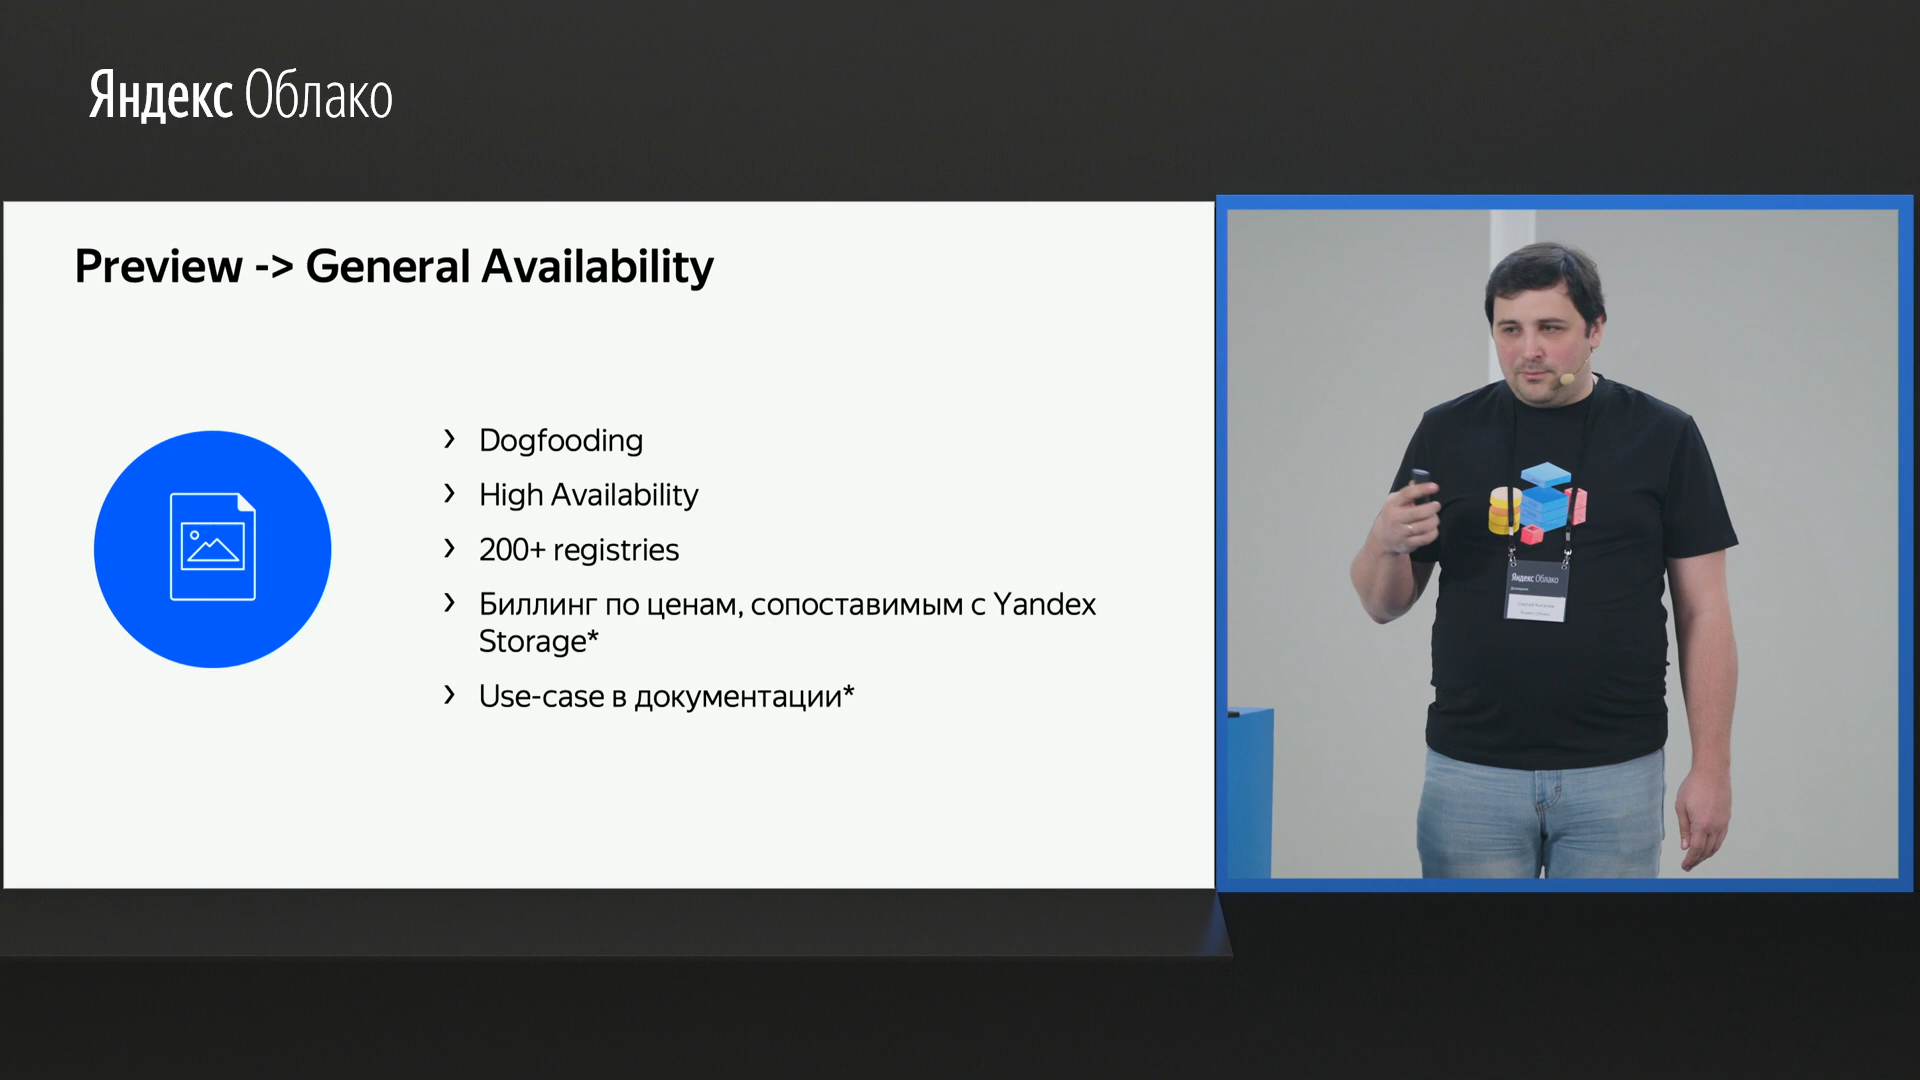 Яндекс Облако
Preview -> General Availability
› Dogfooding
› High Availability
› 200+ registries
› Биллинг по ценам, сопоставимым с Yandex
Storage*
› Use-case в документации*
Яндекс Облако